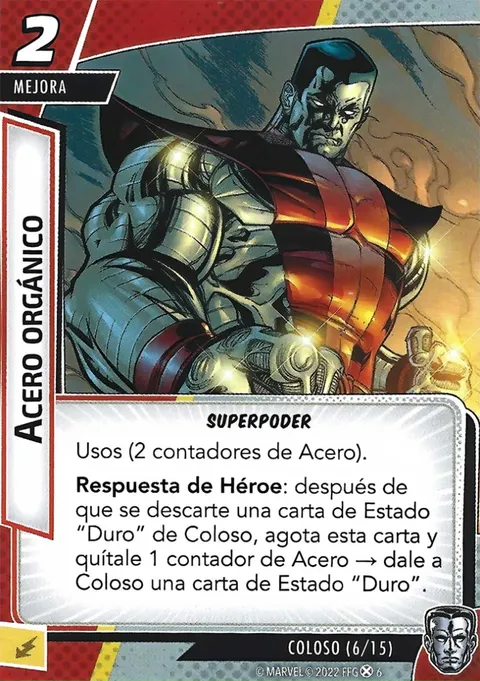 2
MEJORA
ACERO ORGÁNICO
SUPERPODER
Usos (2 contadores de Acero).
Respuesta de Héroe: después de
que se descarte una carta de Estado
“Duro” de Coloso, agota esta carta y
quítale 1 contador de Acero → dale a
Coloso una carta de Estado “Duro”.
COLOSO (6/15)
© MARVEL © 2022 FFG 6